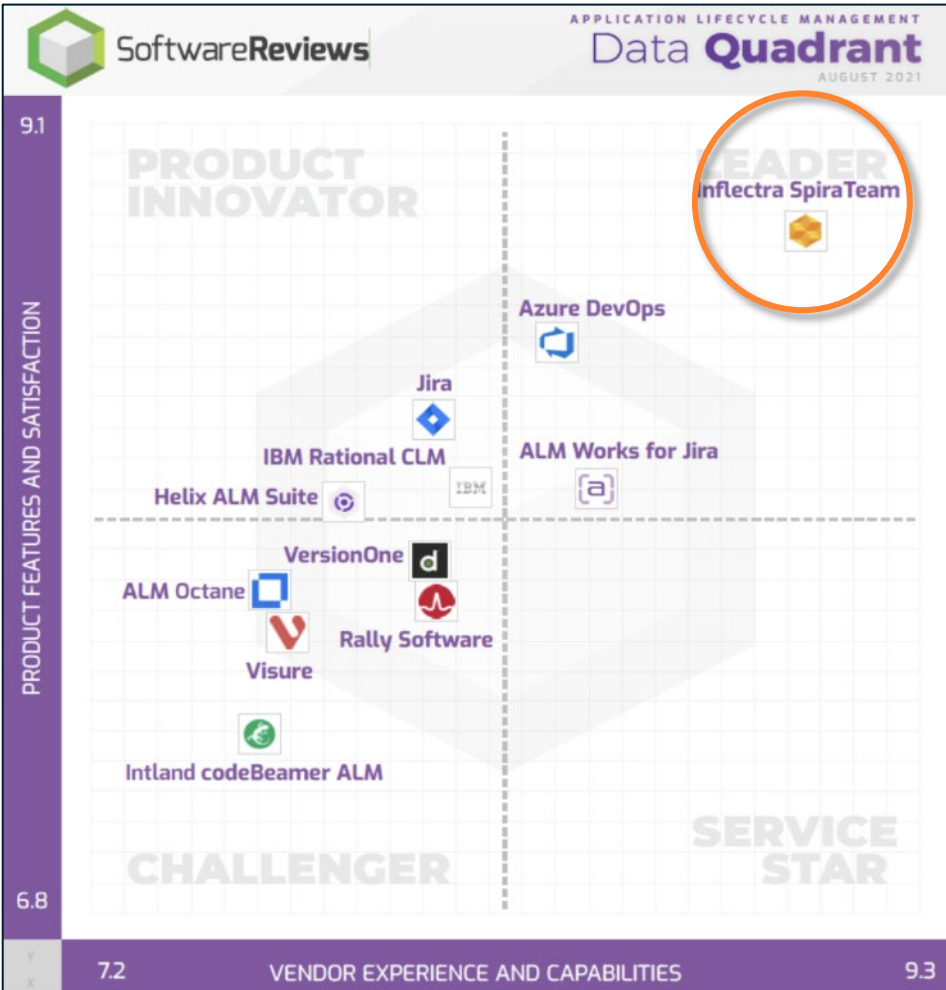 SoftwareReviews
APPLICATION LIFECYCLE MANAGEMENT
Data Quadrant
AUGUST 2021
9.1
PRODUCT
INNOVATOR
LEADER
Inflectra SpiraTeam
Azure DevOps
Jira
IBM Rational CLM
IBM
ALM Works for Jira
[a]
Helix ALM Suite
PRODUCT FEATURES AND SATISFACTION
VersionOne
d
ALM Octane
Rally Software
Visure
Intland codeBeamer ALM
SERVICE
STAR
CHALLENGER
6.8
Y
X
7.2
VENDOR EXPERIENCE AND CAPABILITIES
9.3